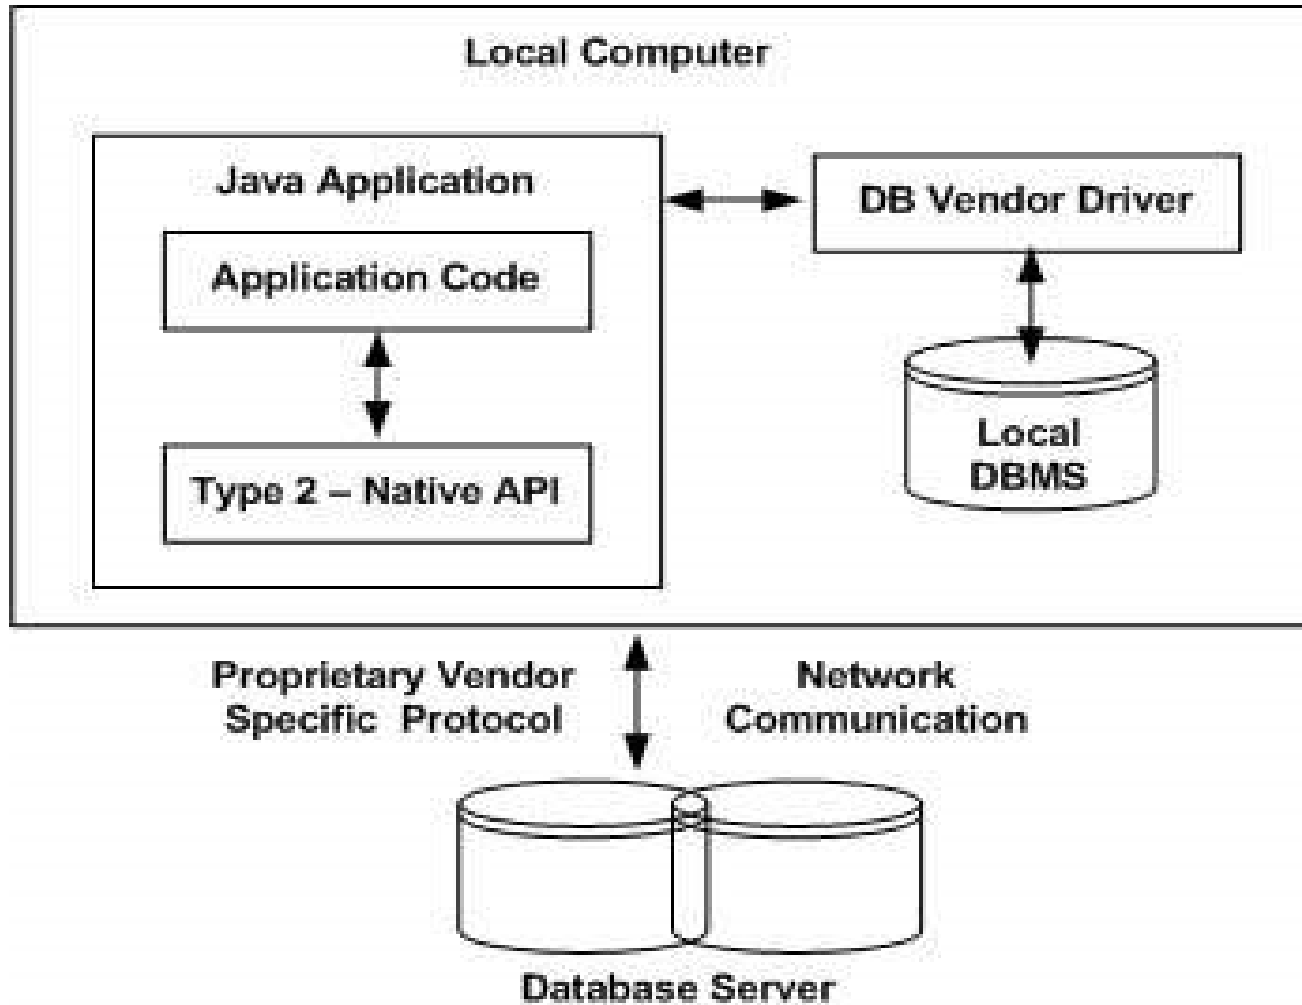 Local Computer
Java Application
DB Vendor Driver
Application Code
Type 2 – Native API
Local
DBMS
Proprietary Vendor
Specific Protocol
Network
Communication
Database Server